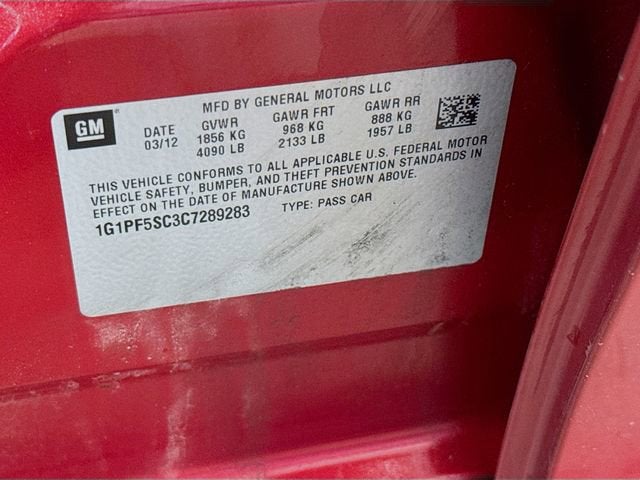 GM
MFD BY GENERAL MOTORS LLC
DATE GVWR GAWR FRT GAWR RR
03/12 1856 KG 968 KG 888 KG
4090 LB 2133 LB 1957 LB
THIS VEHICLE CONFORMS TO ALL APPLICABLE U.S. FEDERAL MOTOR
VEHICLE SAFETY, BUMPER, AND THEFT PREVENTION STANDARDS IN
EFFECT ON THE DATE OF MANUFACTURE SHOWN ABOVE.
1G1PF5SC3C7289283 TYPE: PASS CAR